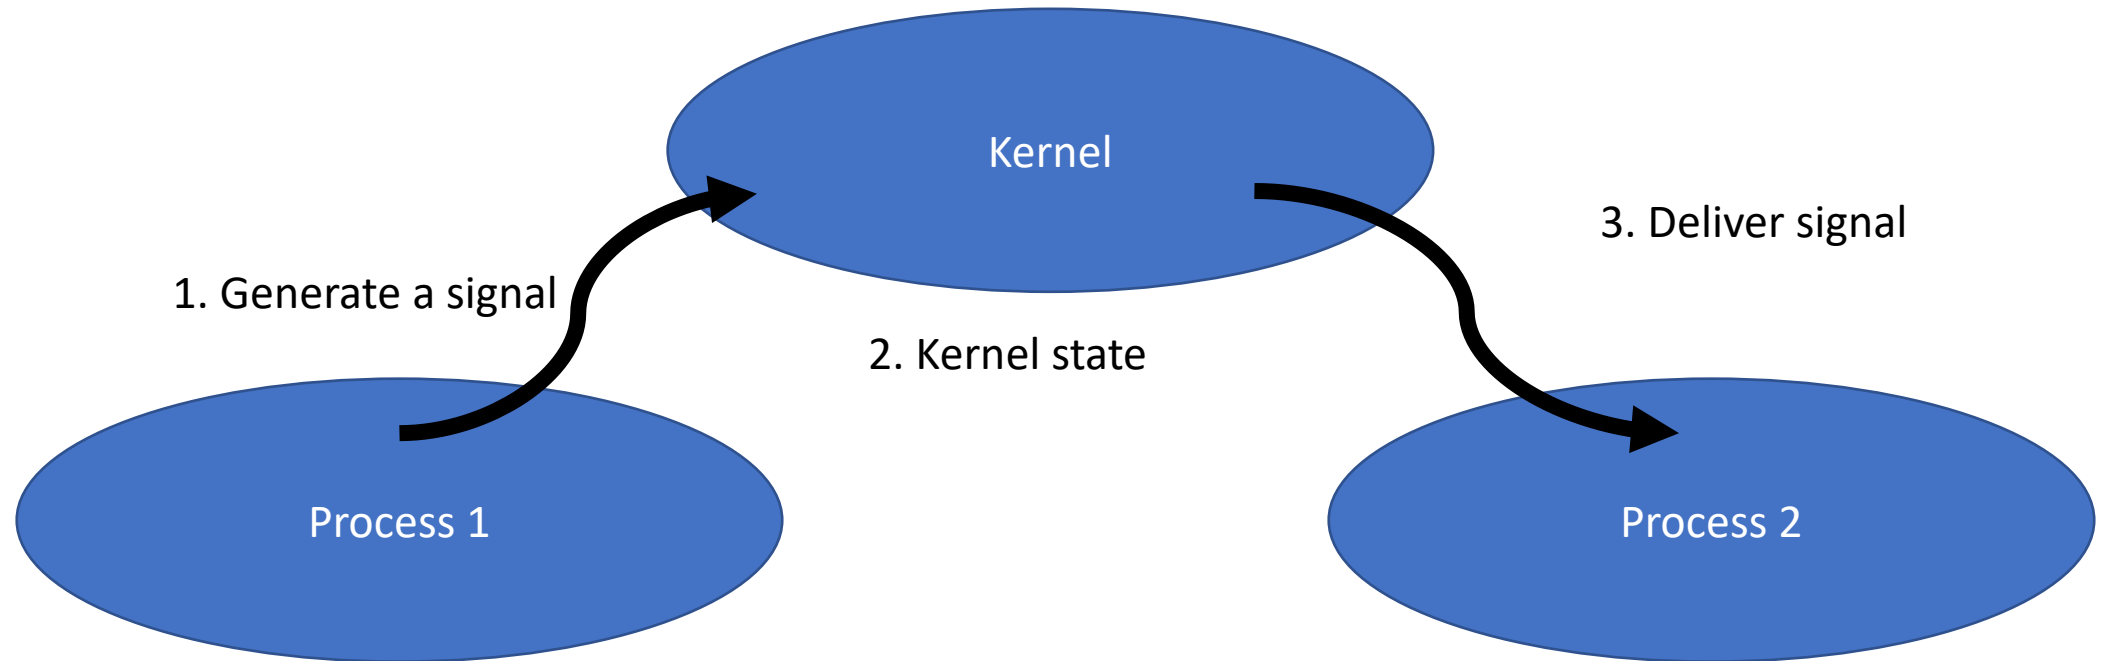 Kernel
3. Deliver signal
1. Generate a signal
2. Kernel state
Process 1
Process 2